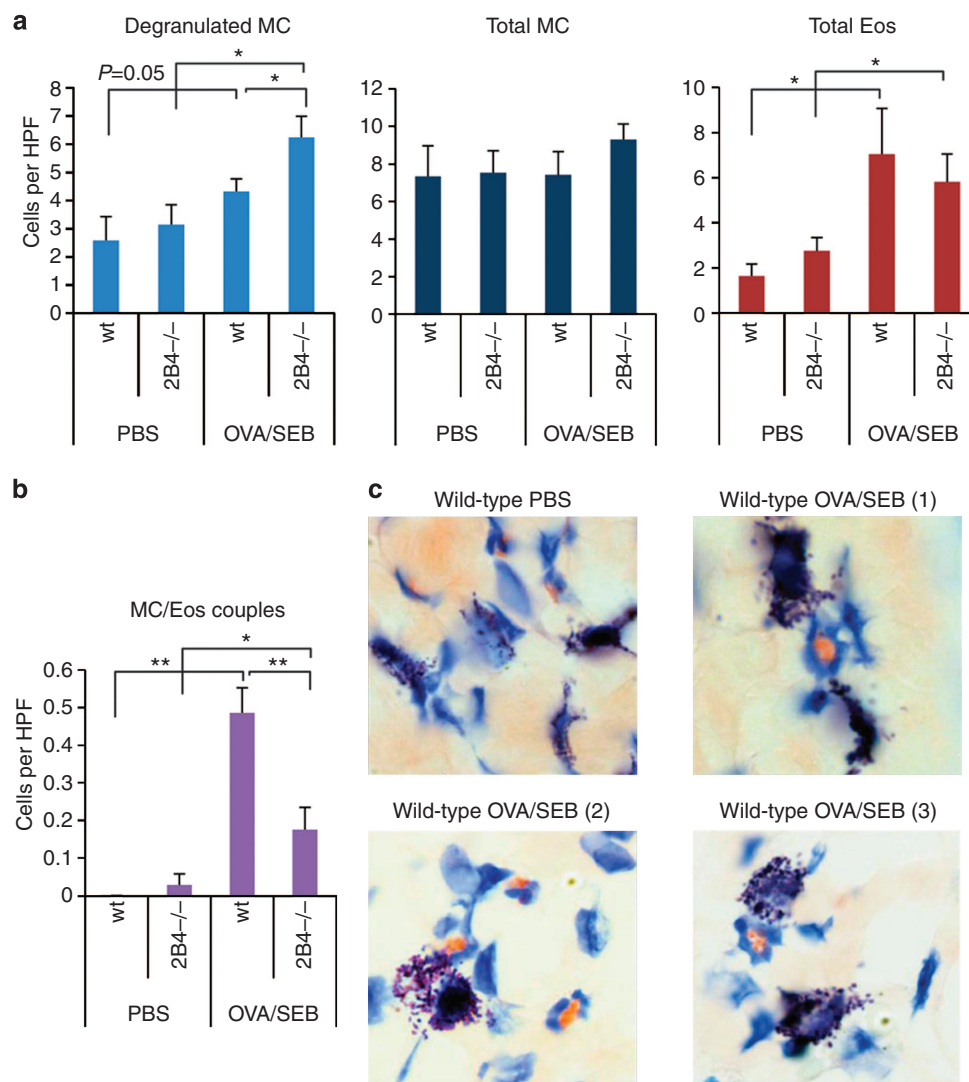 a
Degranulated MC
Total MC
Total Eos
*
P=0.05
*
*
*
Cells per HPF
8
7
6
5
4
3
2
1
0
12
10
8
6
4
2
0
10
8
6
4
2
0
wt
2B4–/–
wt
2B4–/–
wt
2B4–/–
wt
2B4–/–
wt
2B4–/–
wt
2B4–/–
PBS
OVA/SEB
PBS
OVA/SEB
PBS
OVA/SEB
b
MC/Eos couples
*
**
**
Cells per HPF
0.6
0.5
0.4
0.3
0.2
0.1
0
wt
2B4–/–
wt
2B4–/–
PBS
OVA/SEB
c
Wild-type PBS
Wild-type OVA/SEB (1)
Wild-type OVA/SEB (2)
Wild-type OVA/SEB (3)